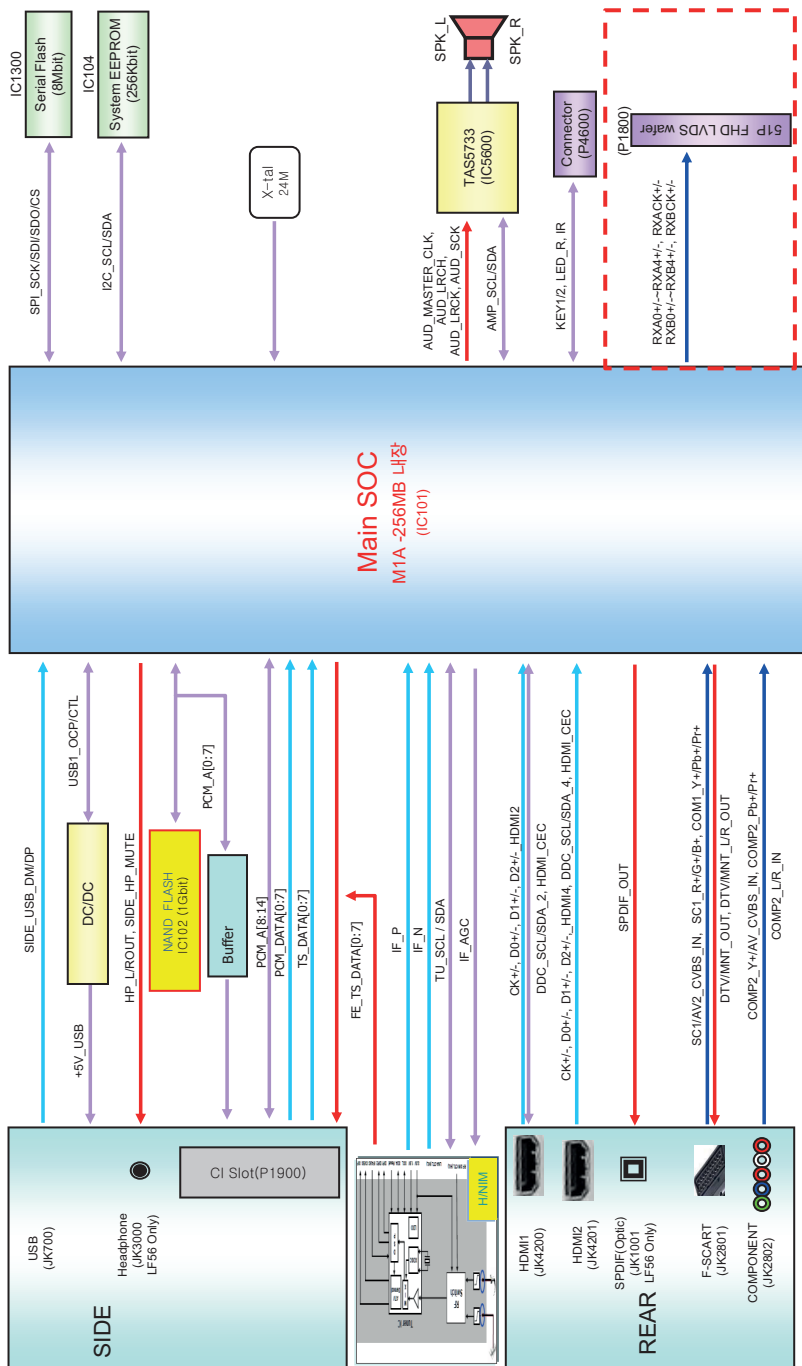 IC1300
Serial Flash
(8Mbit)
SPI_SCK/SDI/SDO/CS
IC104
System EEPROM
(256Kbit)
I2C_SCL/SDA
X-tal
24M
SPK_L
SPK_R
TAS5733
(IC5600)
AUD_MASTER_CLK,
AUD_LRCH,
AUD_LRCK, AUD_SCK
AMP_SCL/SDA
Connector
(P4600)
KEY1/2, LED_R, IR
(P1800)
51P FHD LVDS wafer
RXA0+/-~RXA4+/-, RXACK+/-
RXB0+/-~RXB4+/-, RXBCK+/-
Main SOC
M1A -256MB 내장
(IC101)
SIDE_USB_DM/DP
USB1_OCP/CTL
DC/DC
+5V_USB
HP_L/ROUT, SIDE_HP_MUTE
NAND FLASH
IC102 (1Gbit)
PCM_A[0:7]
Buffer
PCM_A[8:14]
PCM_DATA[0:7]
TS_DATA[0:7]
FE_TS_DATA[0:7]
IF_P
IF_N
TU_SCL / SDA
IF_AGC
CK+/-, D0+/-, D1+/-, D2+/-_HDMI2
DDC_SCL/SDA_2, HDMI_CEC
CK+/-, D0+/-, D1+/-, D2+/-_HDMI4, DDC_SCL/SDA_4, HDMI_CEC
SPDIF_OUT
SC1/AV2_CVBS_IN, SC1_R+/G+/B+, COM1_Y+/Pb+/Pr+
DTV/MNT_OUT, DTV/MNT_L/R_OUT
COMP2_Y+/AV_CVBS_IN, COMP2_Pb+/Pr+
COMP2_L/R_IN
USB
(JK700)
Headphone
(JK3000
LF56 Only)
CI Slot(P1900)
SIDE
H/NIM
Tuner IC
RF
Switch
HDMI1
(JK4200)
HDMI2
(JK4201)
SPDIF(Optic)
(JK1001
LF56 Only)
F-SCART
(JK2801)
COMPONENT
(JK2802)
REAR